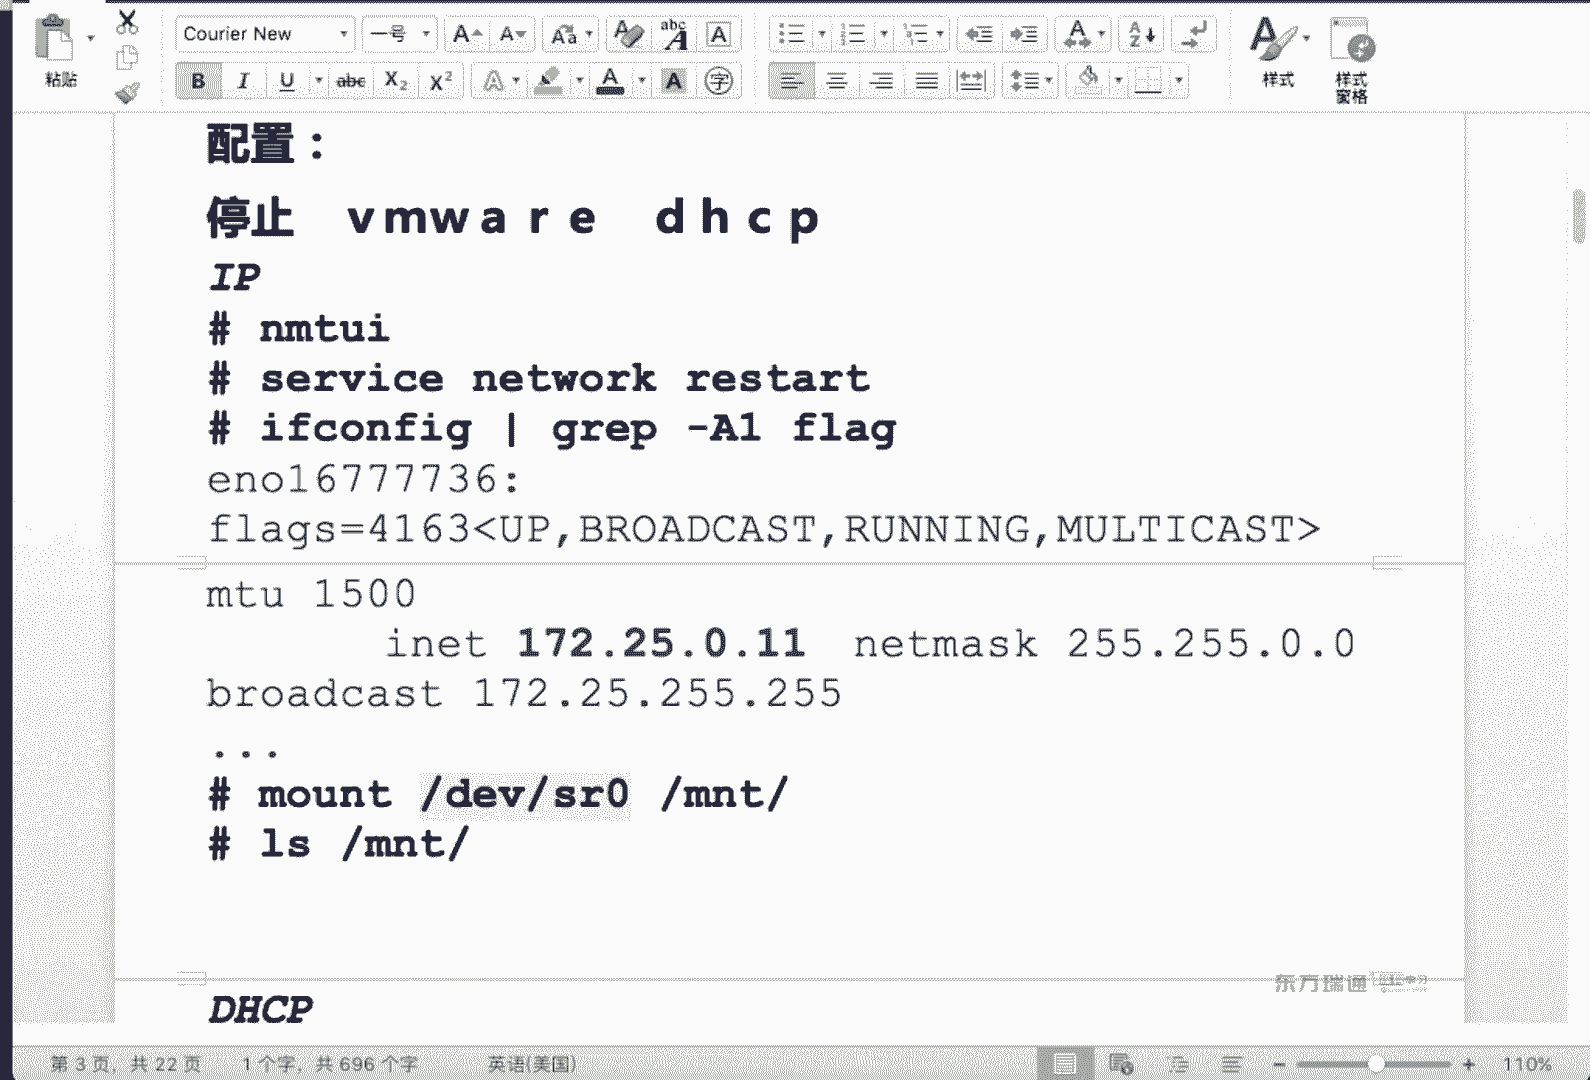 Courier New
一号
粘贴
样式
样式
窗格
配置：
停止 vmware dhcp
IP
# nmtui
# service network restart
# ifconfig | grep -A1 flag
eno16777736:
flags=4163<UP,BROADCAST,RUNNING,MULTICAST>
mtu 1500
inet 172.25.0.11 netmask 255.255.0.0
broadcast 172.25.255.255
...
# mount /dev/sr0 /mnt/
# ls /mnt/
东方瑞通
DHCP
第 3 页，共 22 页 1 个字，共 696 个字 英语(美国) 110%